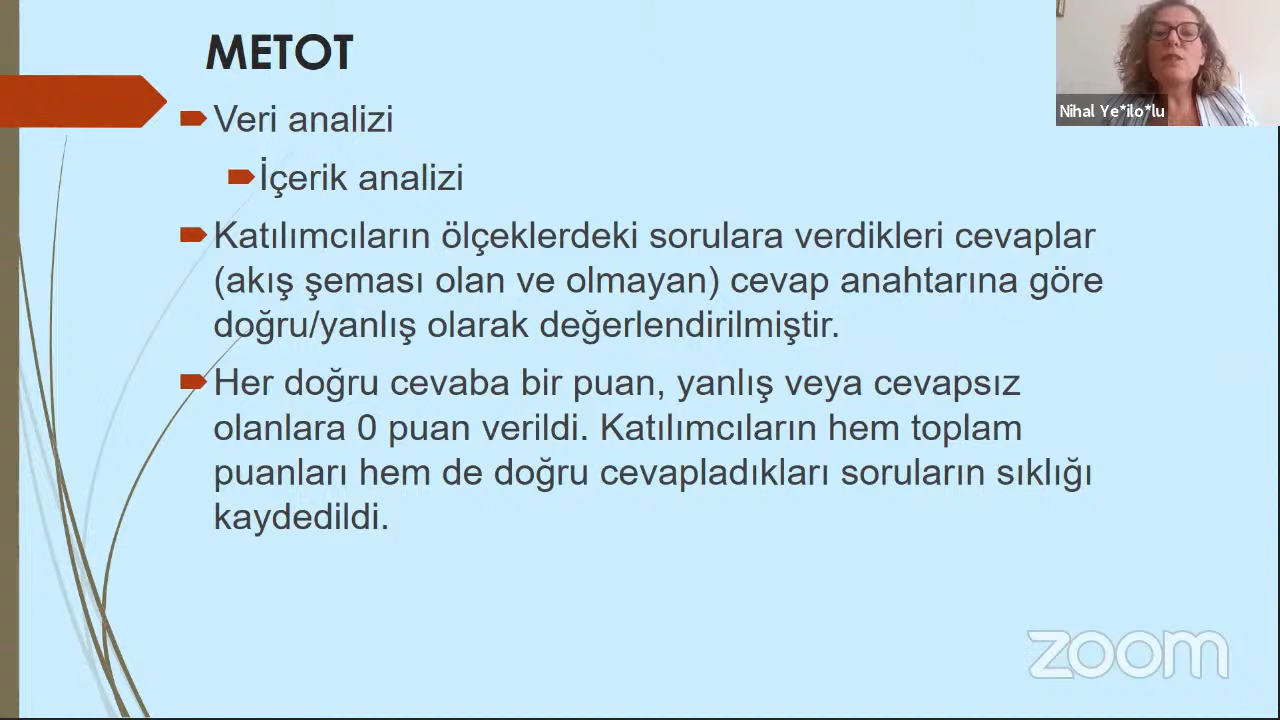 METOT
Veri analizi
İçerik analizi
Katılımcıların ölçeklerdeki sorulara verdikleri cevaplar
(akış şeması olan ve olmayan) cevap anahtarına göre
doğru/yanlış olarak değerlendirilmiştir.
Her doğru cevaba bir puan, yanlış veya cevapsız
olanlara 0 puan verildi. Katılımcıların hem toplam
puanları hem de doğru cevapladıkları soruların sıklığı
kaydedildi.
Nihal Ye*ilo*lu
zoom